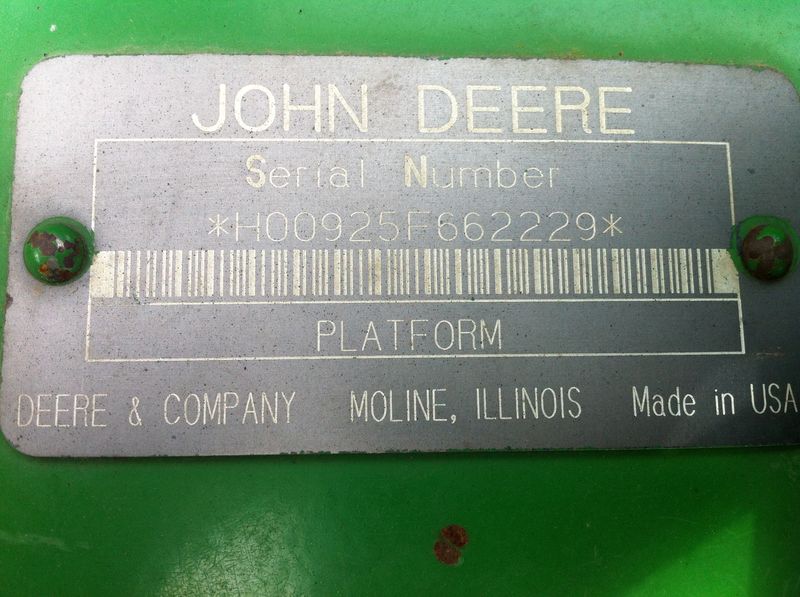 JOHN DEERE
Serial Number
*H00925F662229*
PLATFORM
DEERE & COMPANY MOLINE, ILLINOIS Made in USA